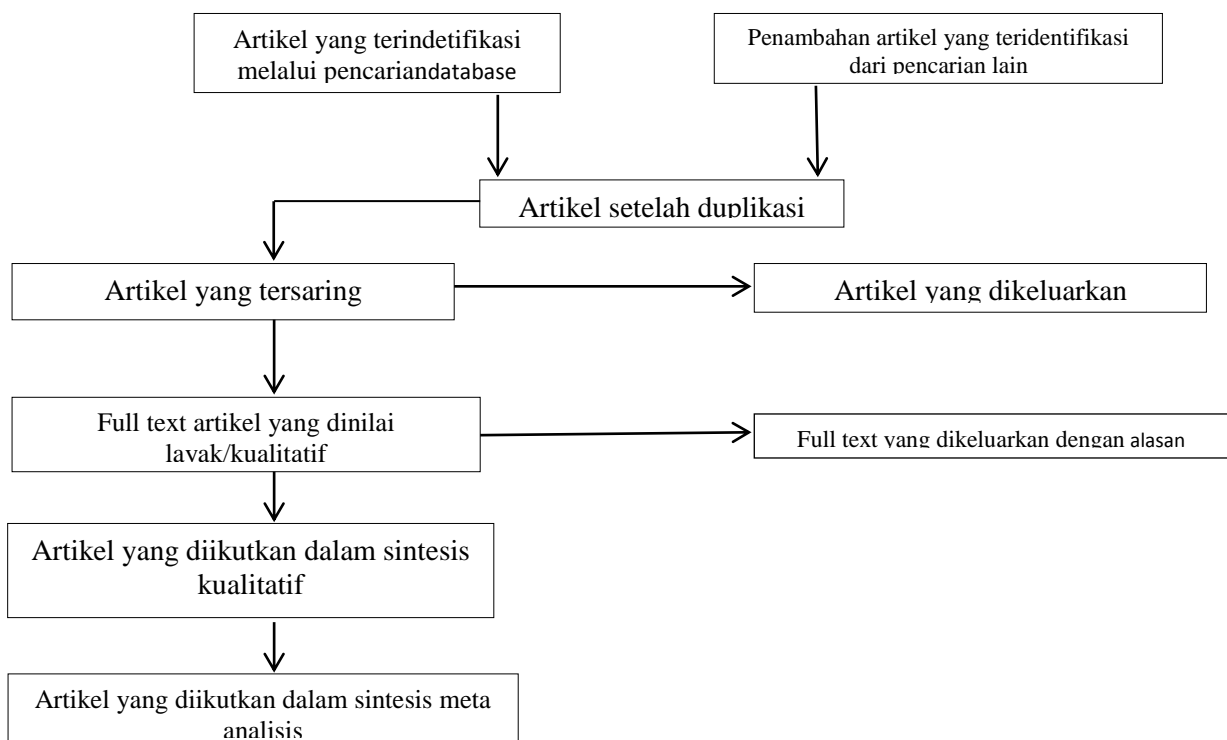 Artikel yang terindetifikasi
melalui pencariandatabase
Penambahan artikel yang teridentifikasi
dari pencarian lain
Artikel setelah duplikasi
Artikel yang tersaring
Artikel yang dikeluarkan
Full text artikel yang dinilai
layak/kualitatif
Full text yang dikeluarkan dengan alasan
Artikel yang diikutkan dalam sintesis
kualitatif
Artikel yang diikutkan dalam sintesis meta
analisis